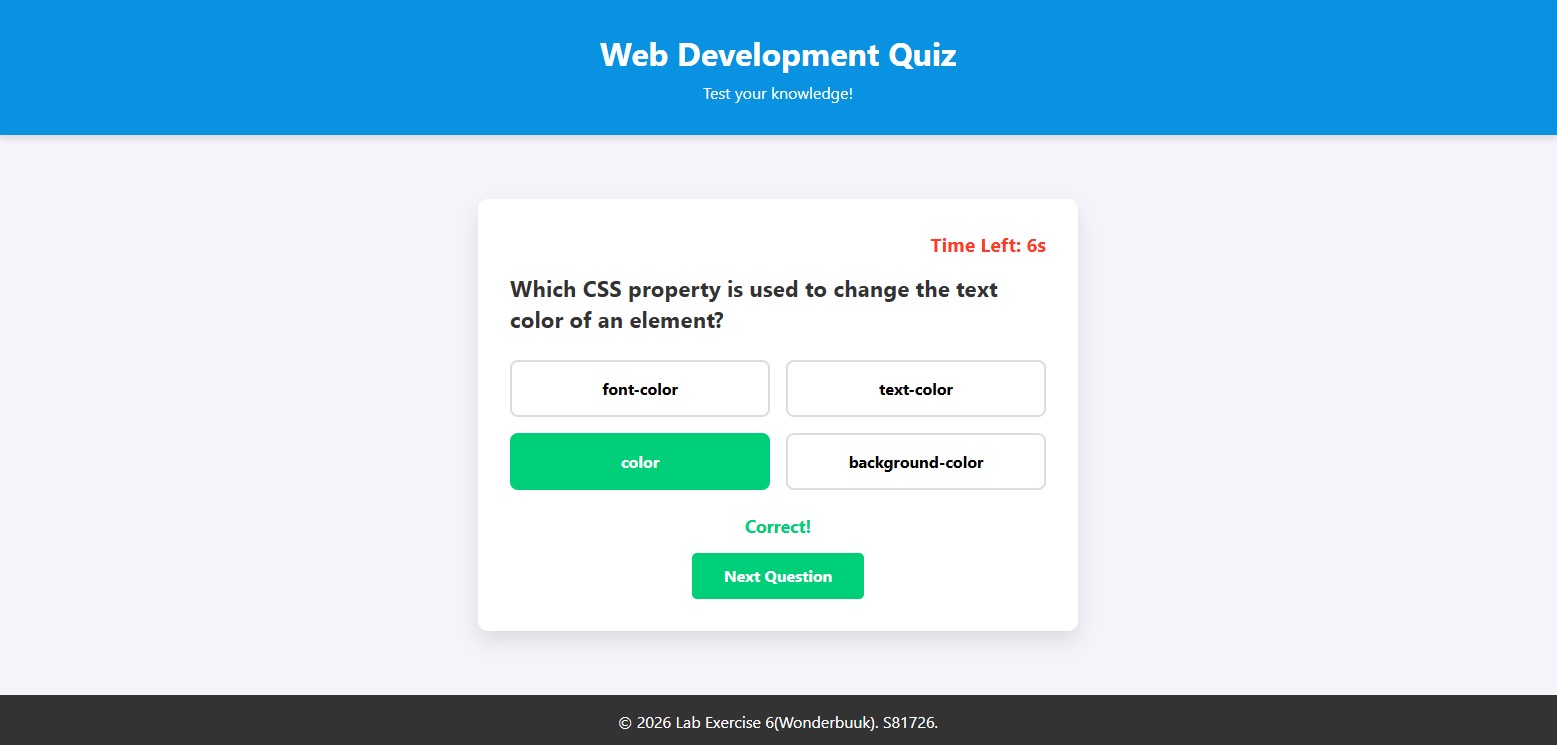 Web Development Quiz
Test your knowledge!
Time Left: 6s
Which CSS property is used to change the text
color of an element?
font-color
text-color
color
background-color
Correct!
Next Question
© 2026 Lab Exercise 6(Wonderbuuk). S81726.